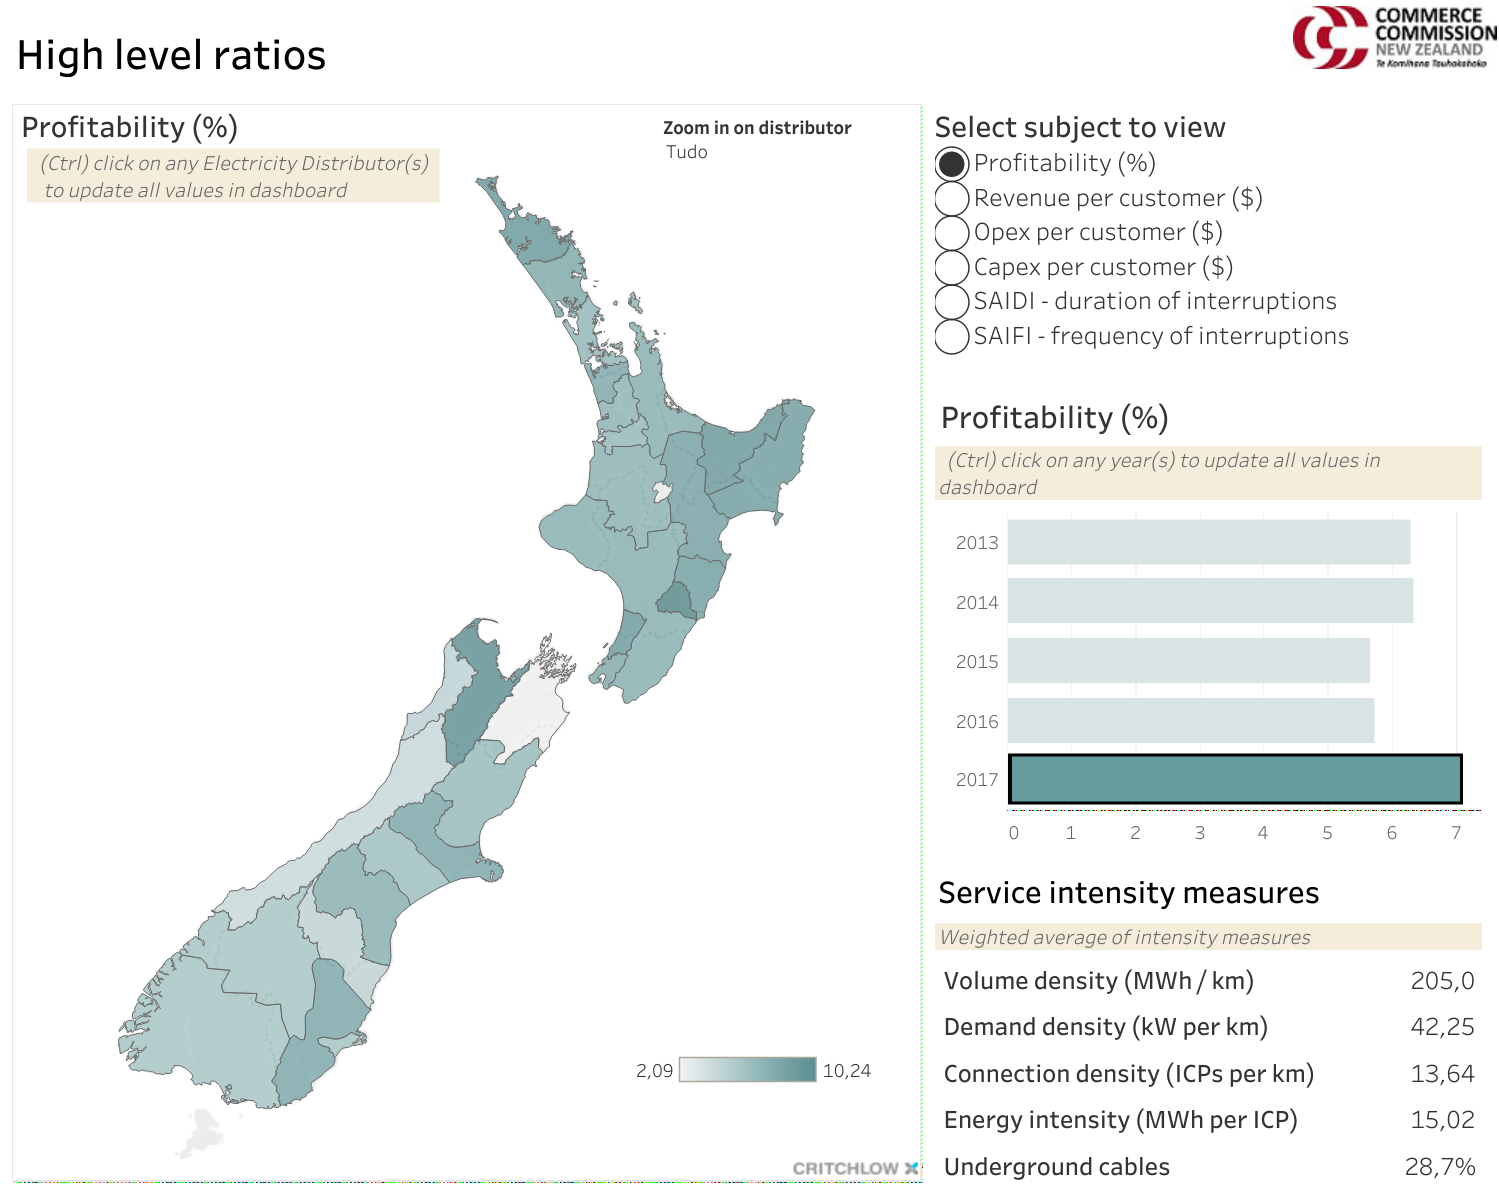 High level ratios
COMMERCE
COMMISSION
NEW ZEALAND
Te Komihana Tauhokohoko
Profitability (%)
(Ctrl) click on any Electricity Distributor(s)
to update all values in dashboard
Zoom in on distributor
Tudo
2,09
10,24
CRITCHLOW
Select subject to view
Profitability (%)
Revenue per customer ($)
Opex per customer ($)
Capex per customer ($)
SAIDI - duration of interruptions
SAIFI - frequency of interruptions
Profitability (%)
(Ctrl) click on any year(s) to update all values in
dashboard
2013
2014
2015
2016
2017
0 1 2 3 4 5 6 7
Service intensity measures
Weighted average of intensity measures
Volume density (MWh / km) 205,0
Demand density (kW per km) 42,25
Connection density (ICPs per km) 13,64
Energy intensity (MWh per ICP) 15,02
Underground cables 28,7%